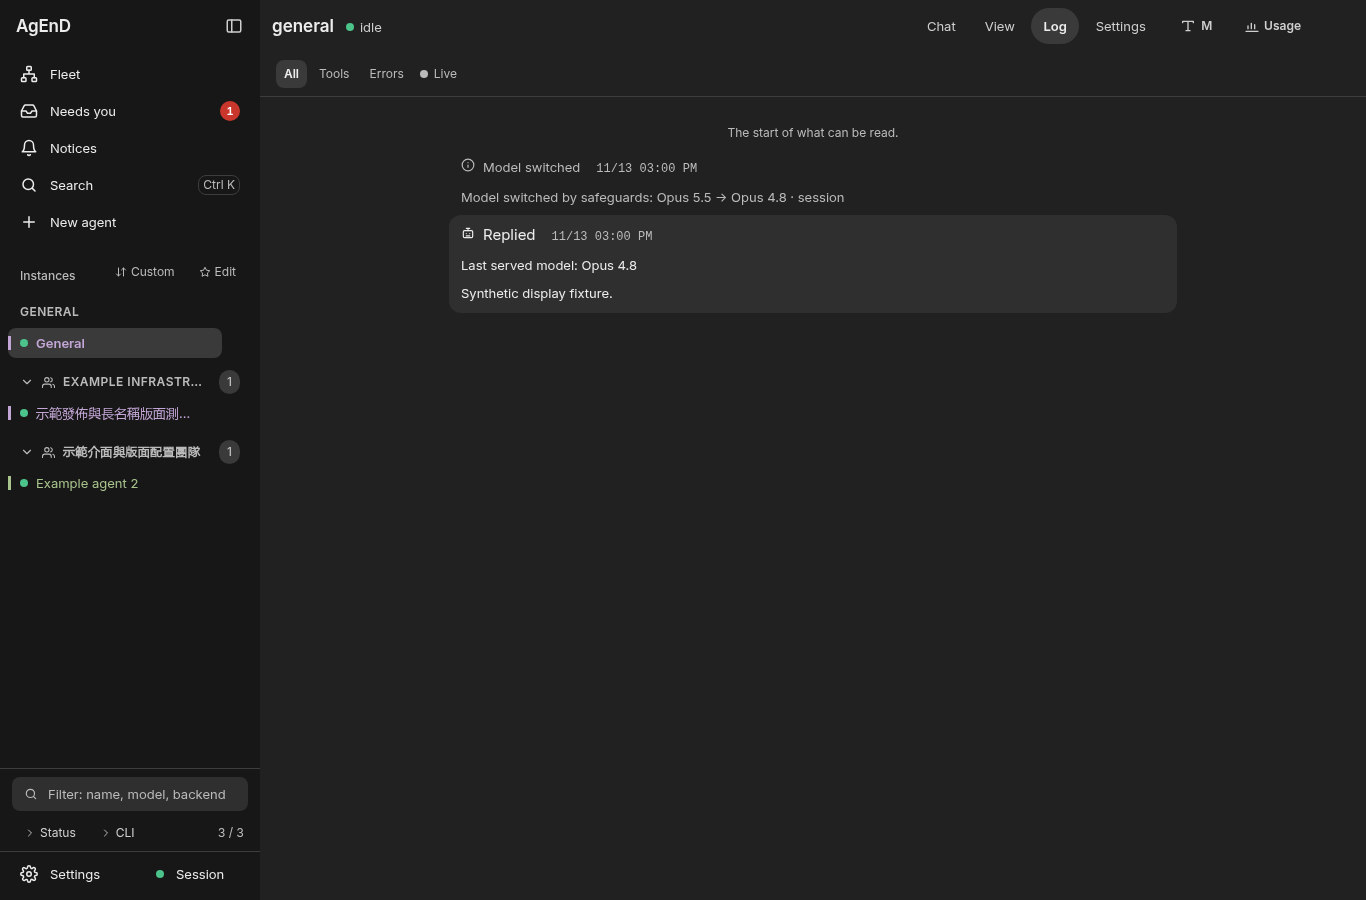 AgEnD
Fleet
Needs you 1
Notices
Search Ctrl K
New agent
Instances Custom Edit
GENERAL
General
EXAMPLE INFRASTR... 1
示範發佈與長名稱版面測...
示範介面與版面配置團隊 1
Example agent 2
Filter: name, model, backend
Status CLI 3 / 3
Settings Session
general idle
Chat View Log Settings M Usage
All Tools Errors Live
The start of what can be read.
Model switched 11/13 03:00 PM
Model switched by safeguards: Opus 5.5 → Opus 4.8 · session
Replied 11/13 03:00 PM
Last served model: Opus 4.8
Synthetic display fixture.